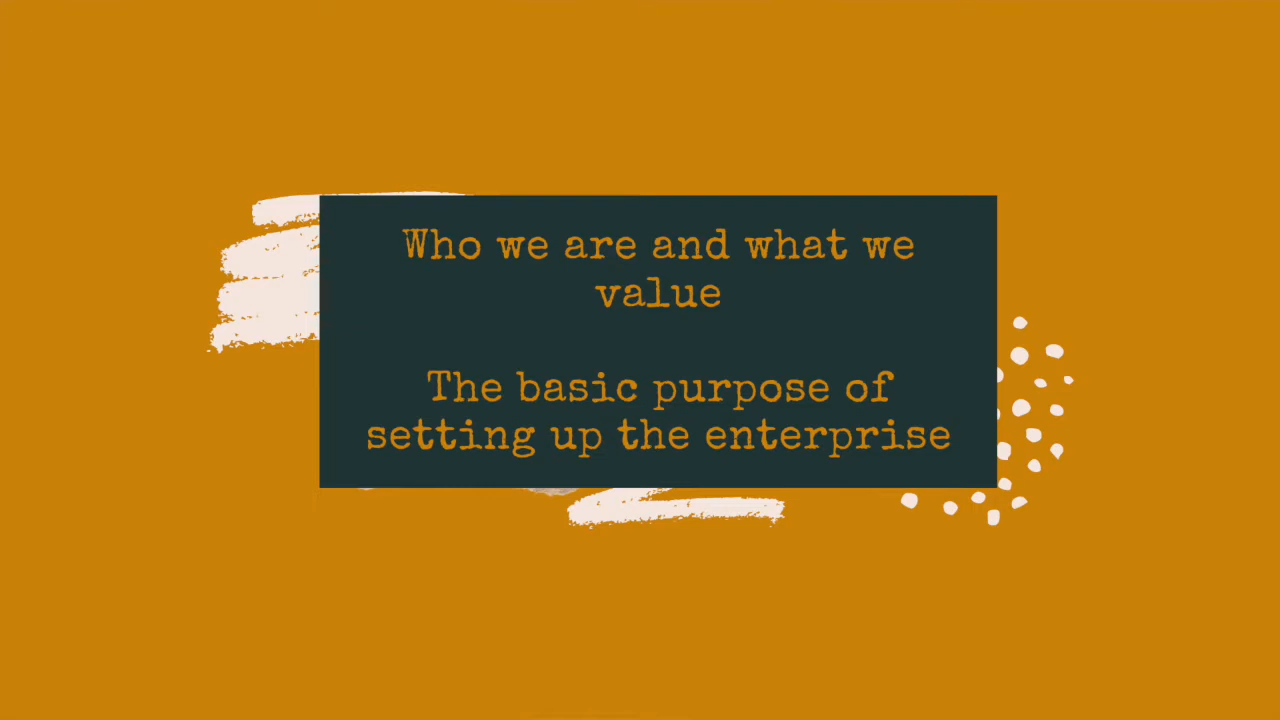 Who we are and what we
value
The basic purpose of
setting up the enterprise